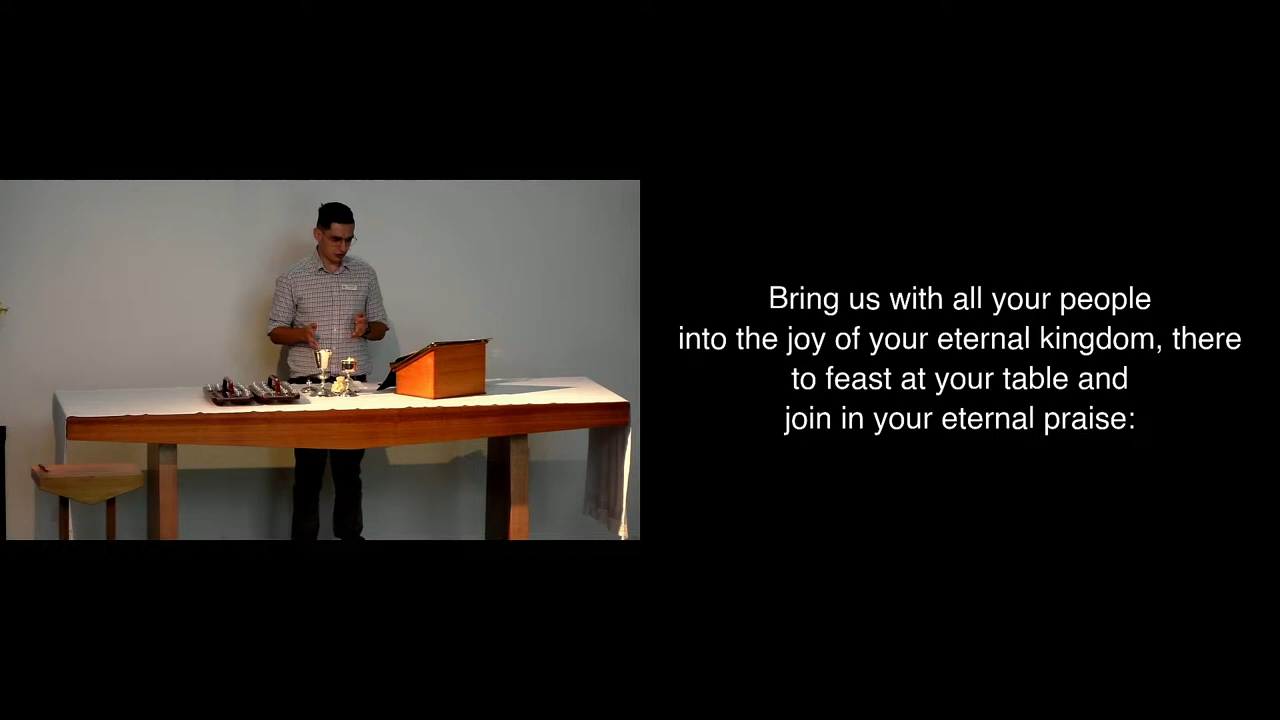 Bring us with all your people
into the joy of your eternal kingdom, there
to feast at your table and
join in your eternal praise: